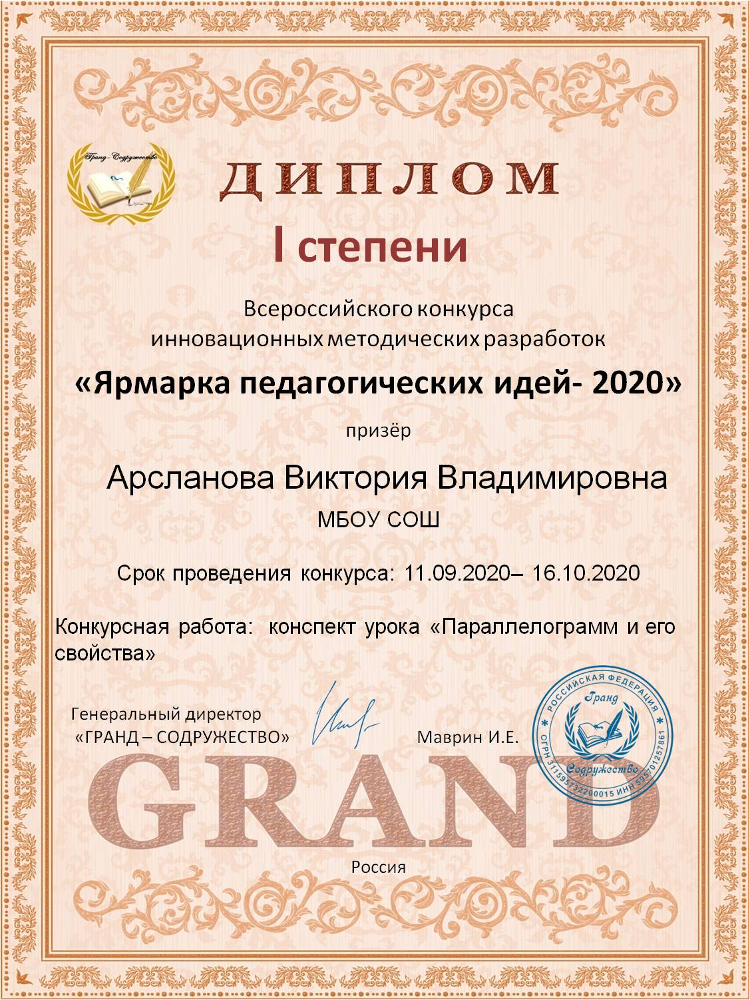 Гранд-Содружество
ДИПЛОМ
I степени
Всероссийского конкурса
инновационных методических разработок
«Ярмарка педагогических идей- 2020»
призёр
Арсланова Виктория Владимировна
МБОУ СОШ
Срок проведения конкурса: 11.09.2020– 16.10.2020
Конкурсная работа: конспект урока «Параллелограмм и его
свойства»
Генеральный директор
«ГРАНД – СОДРУЖЕСТВО»
Маврин И.Е.
* РОССИЙСКАЯ ФЕДЕРАЦИЯ *
ОГРН 311595732200015 ИНН 595701257861
Гранд
Содружество
GRAND
Россия